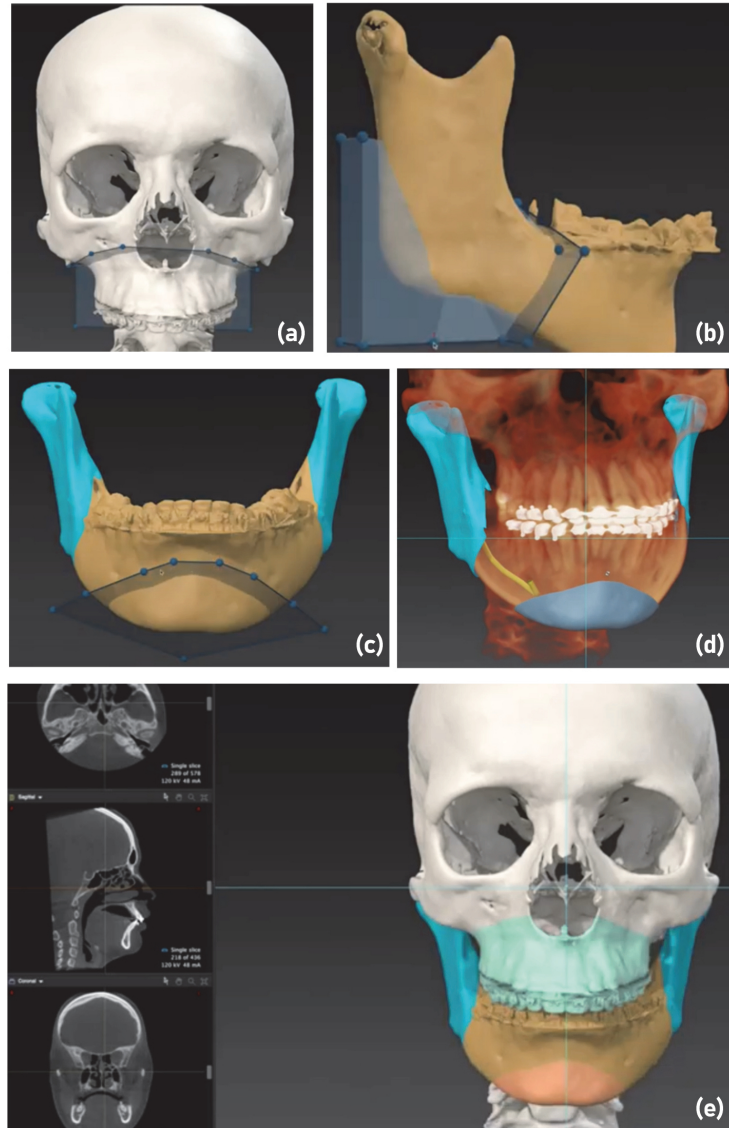 (a)
(b)
(c)
(d)
Single slice
289 of 578
120 kV 48 mA
Sagittal
Single slice
218 of 436
120 kV 48 mA
Coronal
(e)